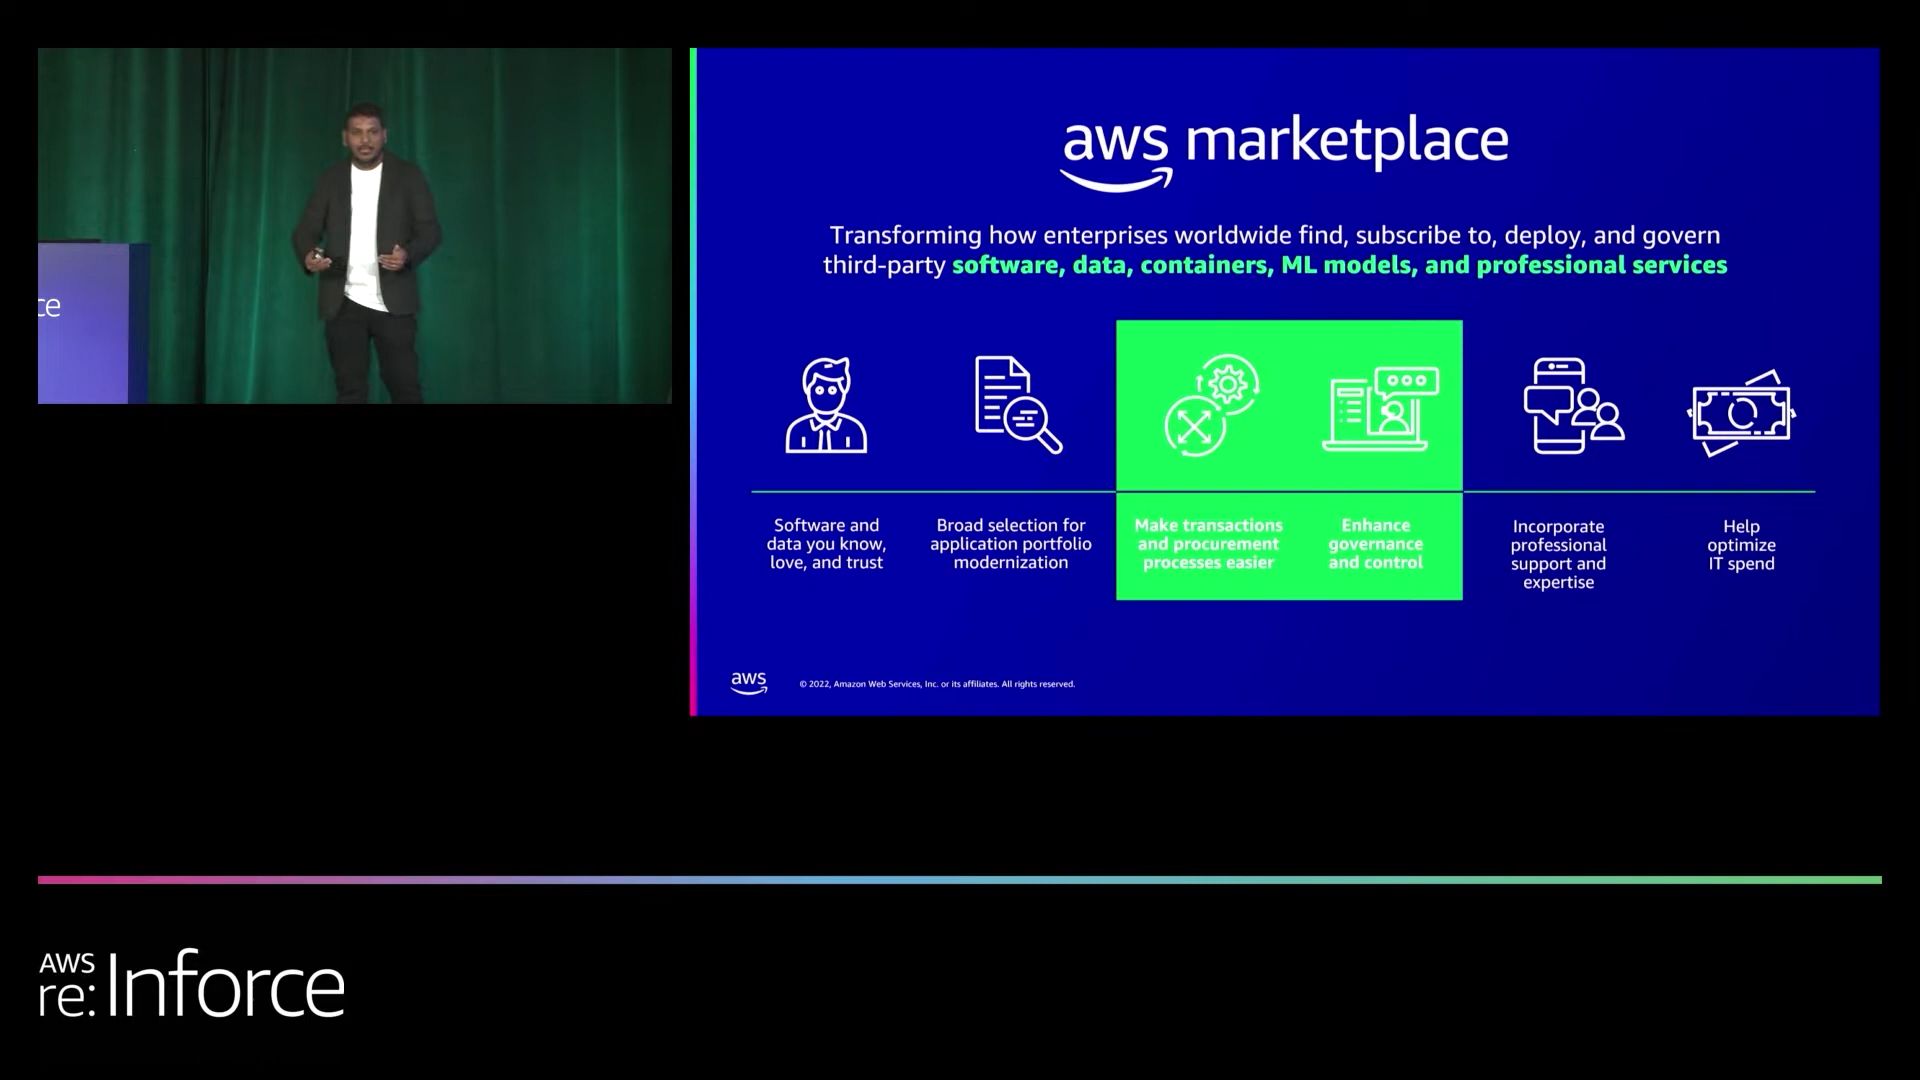 ce
aws marketplace
Transforming how enterprises worldwide find, subscribe to, deploy, and govern
third-party software, data, containers, ML models, and professional services
Software and
data you know,
love, and trust
Broad selection for
application portfolio
modernization
Make transactions
and procurement
processes easier
Enhance
governance
and control
Incorporate
professional
support and
expertise
Help
optimize
IT spend
aws
© 2022, Amazon Web Services, Inc. or its affiliates. All rights reserved.
AWS
re:Inforce